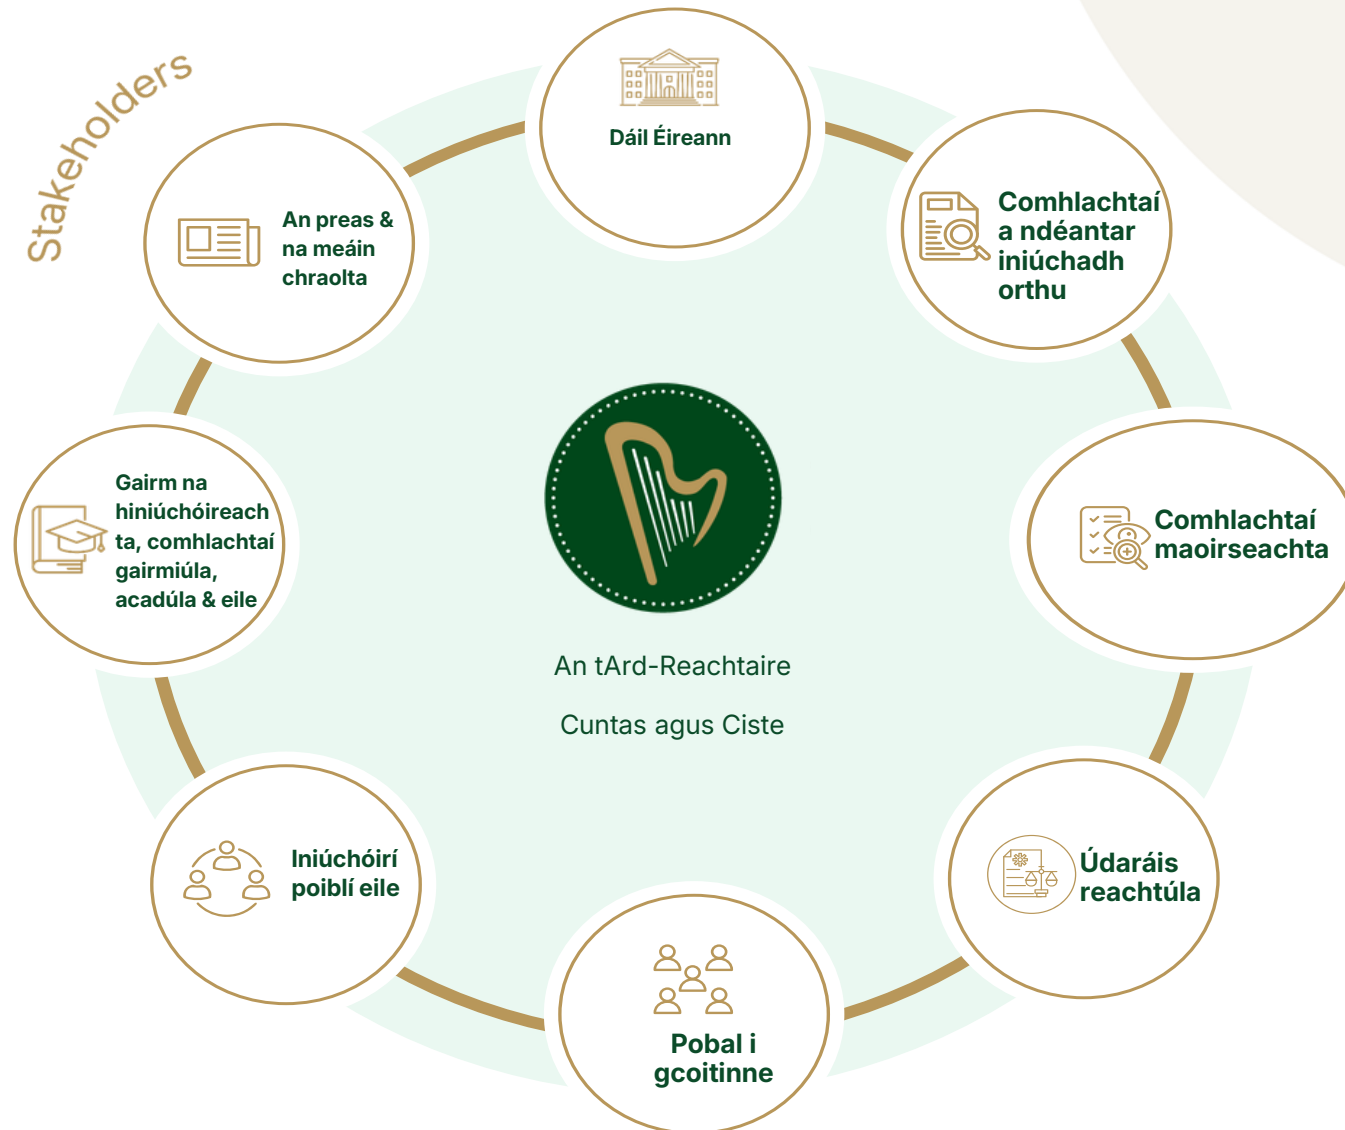 Stakeholders
Dáil Éireann
An preas &
na meáin
chraolta
Comhlachtaí
a ndéantar
iniúchadh
orthu
Gairm na
hiniúchóireach
ta, comhlachtaí
gairmiúla,
acadúla & eile
Comhlachtaí
maoirseachta
An tArd-Reachtaire
Cuntas agus Ciste
Iniúchóirí
poiblí eile
Údaráis
reachtúla
Pobal i
gcoitinne